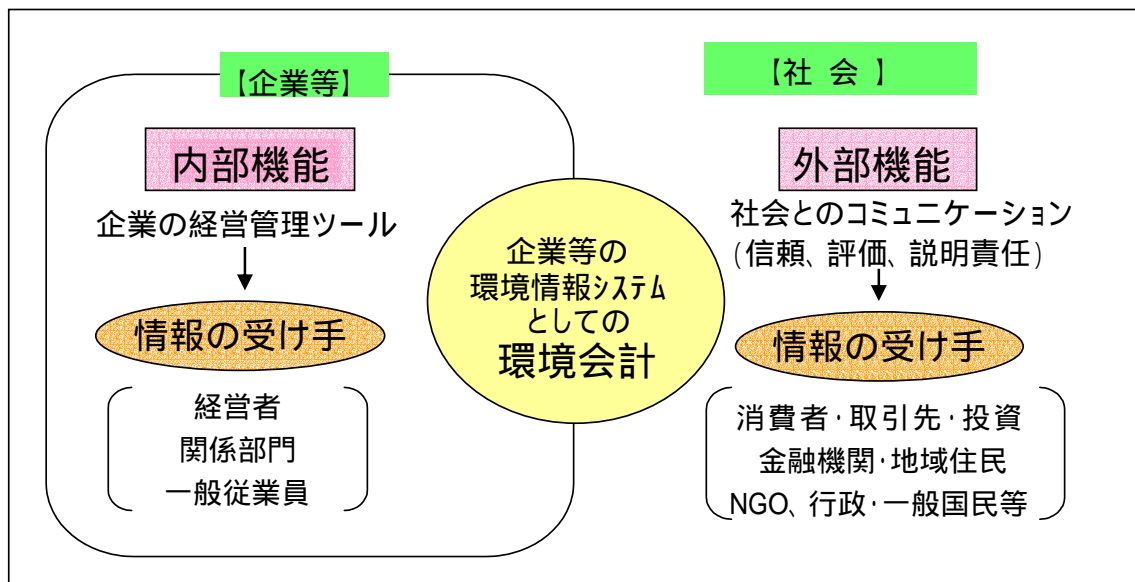 【企業等】
内部機能
企業の経営管理ツール
情報の受け手
経営者
関係部門
一般従業員
企業等の
環境情報システム
としての
環境会計
【社 会 】
外部機能
社会とのコミュニケーション
(信頼、評価、説明責任)
情報の受け手
消費者・取引先・投資
金融機関・地域住民
NGO、行政・一般国民等